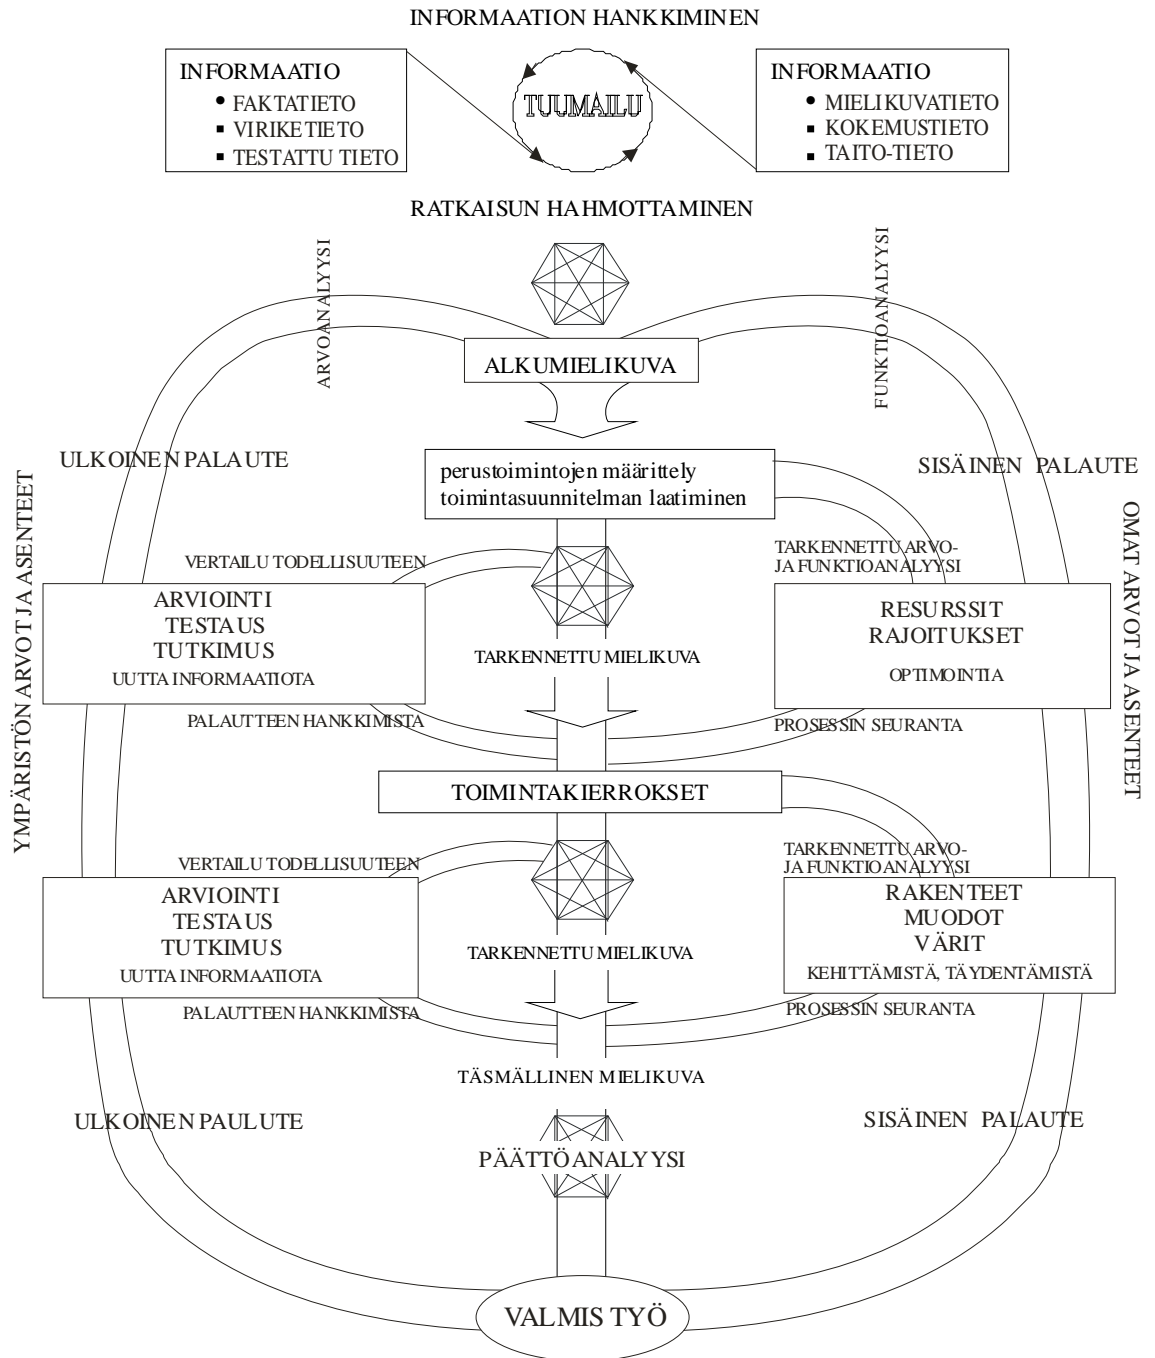 INFORMAATION HANKKIMINEN
INFORMAATIO
• FAKTATIETO
▪ VIRIKETIETO
▪ TESTATTU TIETO
TUUMAILU
INFORMAATIO
• MIELIKUVATIETO
▪ KOKEMUSTIETO
▪ TAITO-TIETO
RATKAISUN HAHMOTTAMINEN
ARVOANALYYSI
FUNKTIOANALYYSI
ALKUMIELIKUVA
ULKOINEN PALAUTE
SISÄINEN PALAUTE
YMPÄRISTÖN ARVOT JA ASENTEET
OMAT ARVOT JA ASENTEET
perustoimintojen määrittely
toimintasuunnitelman laatiminen
VERTAILU TODELLISUUTEEN
TARKENNETTU ARVO-
JA FUNKTIOANALYYSI
ARVIOINTI
TESTAUS
TUTKIMUS
UUTTA INFORMAATIOTA
RESURSSIT
RAJOITUKSET
OPTIMOINTIA
TARKENNETTU MIELIKUVA
PALAUTTEEN HANKKIMISTA
PROSESSIN SEURANTA
TOIMINTAKIERROKSET
VERTAILU TODELLISUUTEEN
TARKENNETTU ARVO-
JA FUNKTIOANALYYSI
ARVIOINTI
TESTAUS
TUTKIMUS
UUTTA INFORMAATIOTA
RAKENTEET
MUODOT
VÄRIT
KEHITTÄMISTÄ, TÄYDENTÄMISTÄ
TARKENNETTU MIELIKUVA
PALAUTTEEN HANKKIMISTA
PROSESSIN SEURANTA
TÄSMÄLLINEN MIELIKUVA
ULKOINEN PAULUTE
SISÄINEN PALAUTE
PÄÄTTÖANALYYSI
VALMIS TYÖ